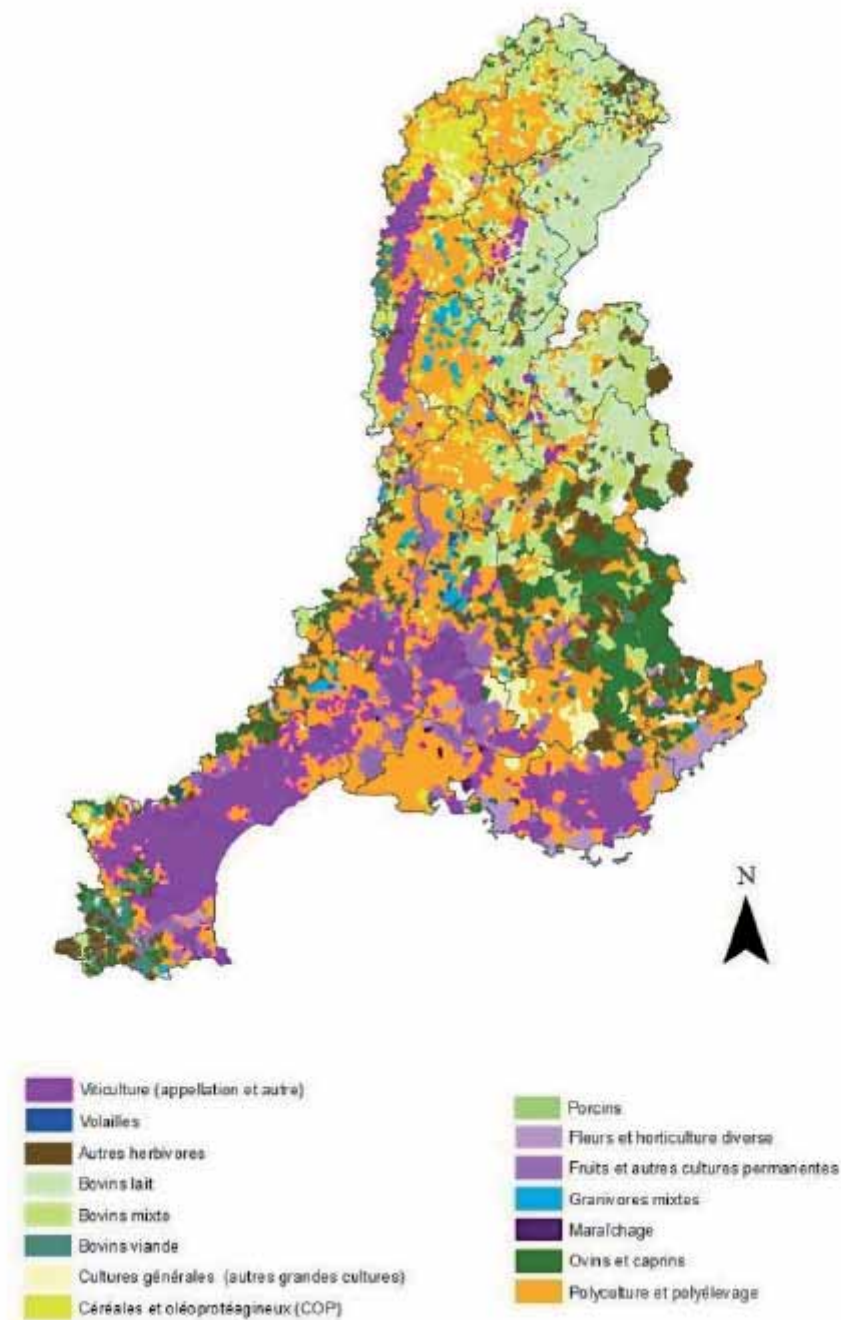 N
Viticulture (appellation et autre)
Volailles
Autres herbivores
Bovins lait
Bovins mixte
Bovins viande
Cultures générales (autres grandes cultures)
Céréales et oléoprotéagineux (COP)
Porcins
Fleurs et horticulture diverse
Fruits et autres cultures permanentes
Granivores mixtes
Maraîchage
Ovins et caprins
Polyculture et polyélevage